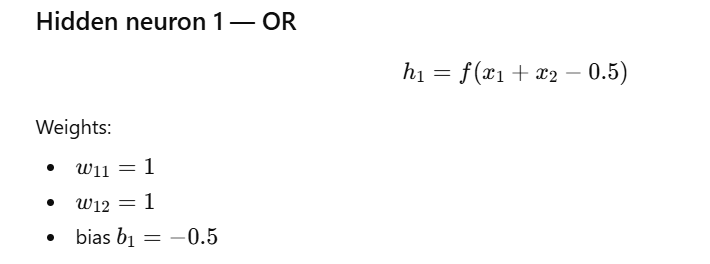 Hidden neuron 1 — OR
h₁ = f(x₁ + x₂ − 0.5)
Weights:
• w₁₁ = 1
• w₁₂ = 1
• bias b₁ = −0.5